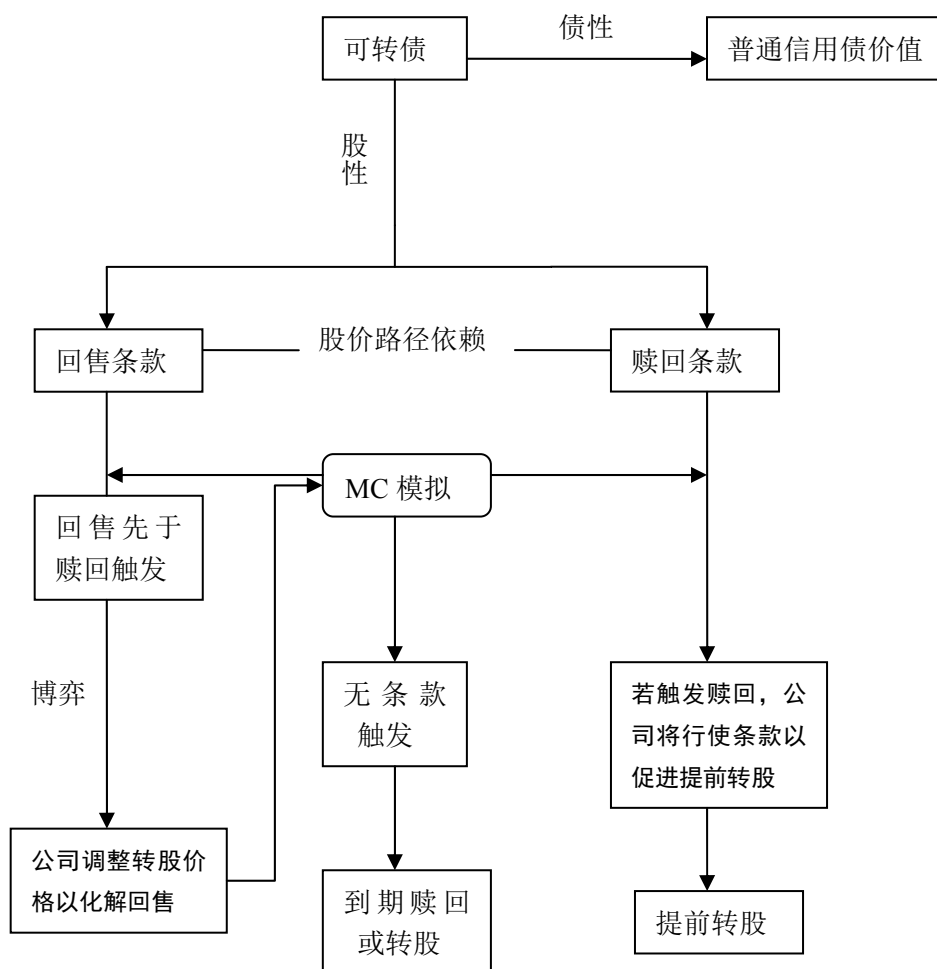 可转债
债性
普通信用债价值
股
性
回售条款
股价路径依赖
赎回条款
MC 模拟
回售先于
赎回触发
博弈
无条款
触发
若触发赎回，公
司将行使条款以
促进提前转股
公司调整转股价
格以化解回售
到期赎回
或转股
提前转股